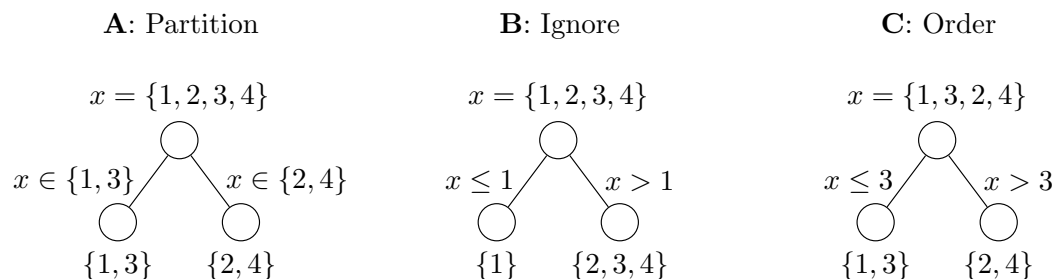 A: Partition
x = {1, 2, 3, 4}
x ∈ {1, 3}
x ∈ {2, 4}
{1, 3}
{2, 4}
B: Ignore
x = {1, 2, 3, 4}
x ≤ 1
x > 1
{1}
{2, 3, 4}
C: Order
x = {1, 3, 2, 4}
x ≤ 3
x > 3
{1, 3}
{2, 4}